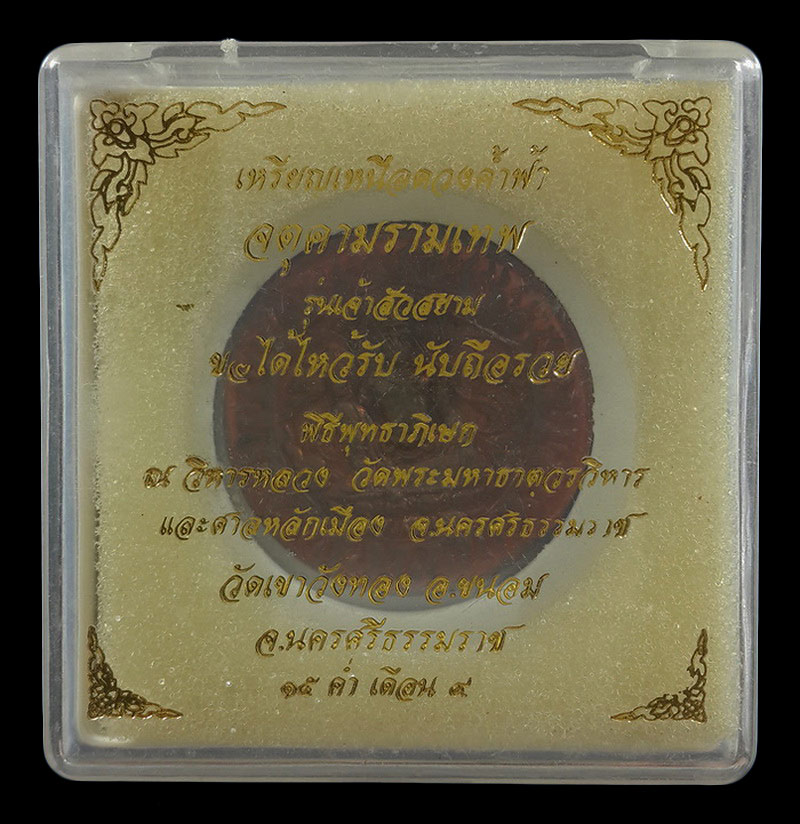 เหรียญเหนือดวงค้ำฟ้า
จตุคามรามเทพ
รุ่นเจ้าสัวสยาม
ขอได้ไหว้รับ นับถือรวย
พิธีพุทธาภิเษก
ณ วิหารหลวง วัดพระมหาธาตุวรวิหาร
และศาลหลักเมือง จ.นครศรีธรรมราช
วัดเขาวังทอง อ.ขนอม
จ.นครศรีธรรมราช
๑๕ ค่ำ เดือน ๙